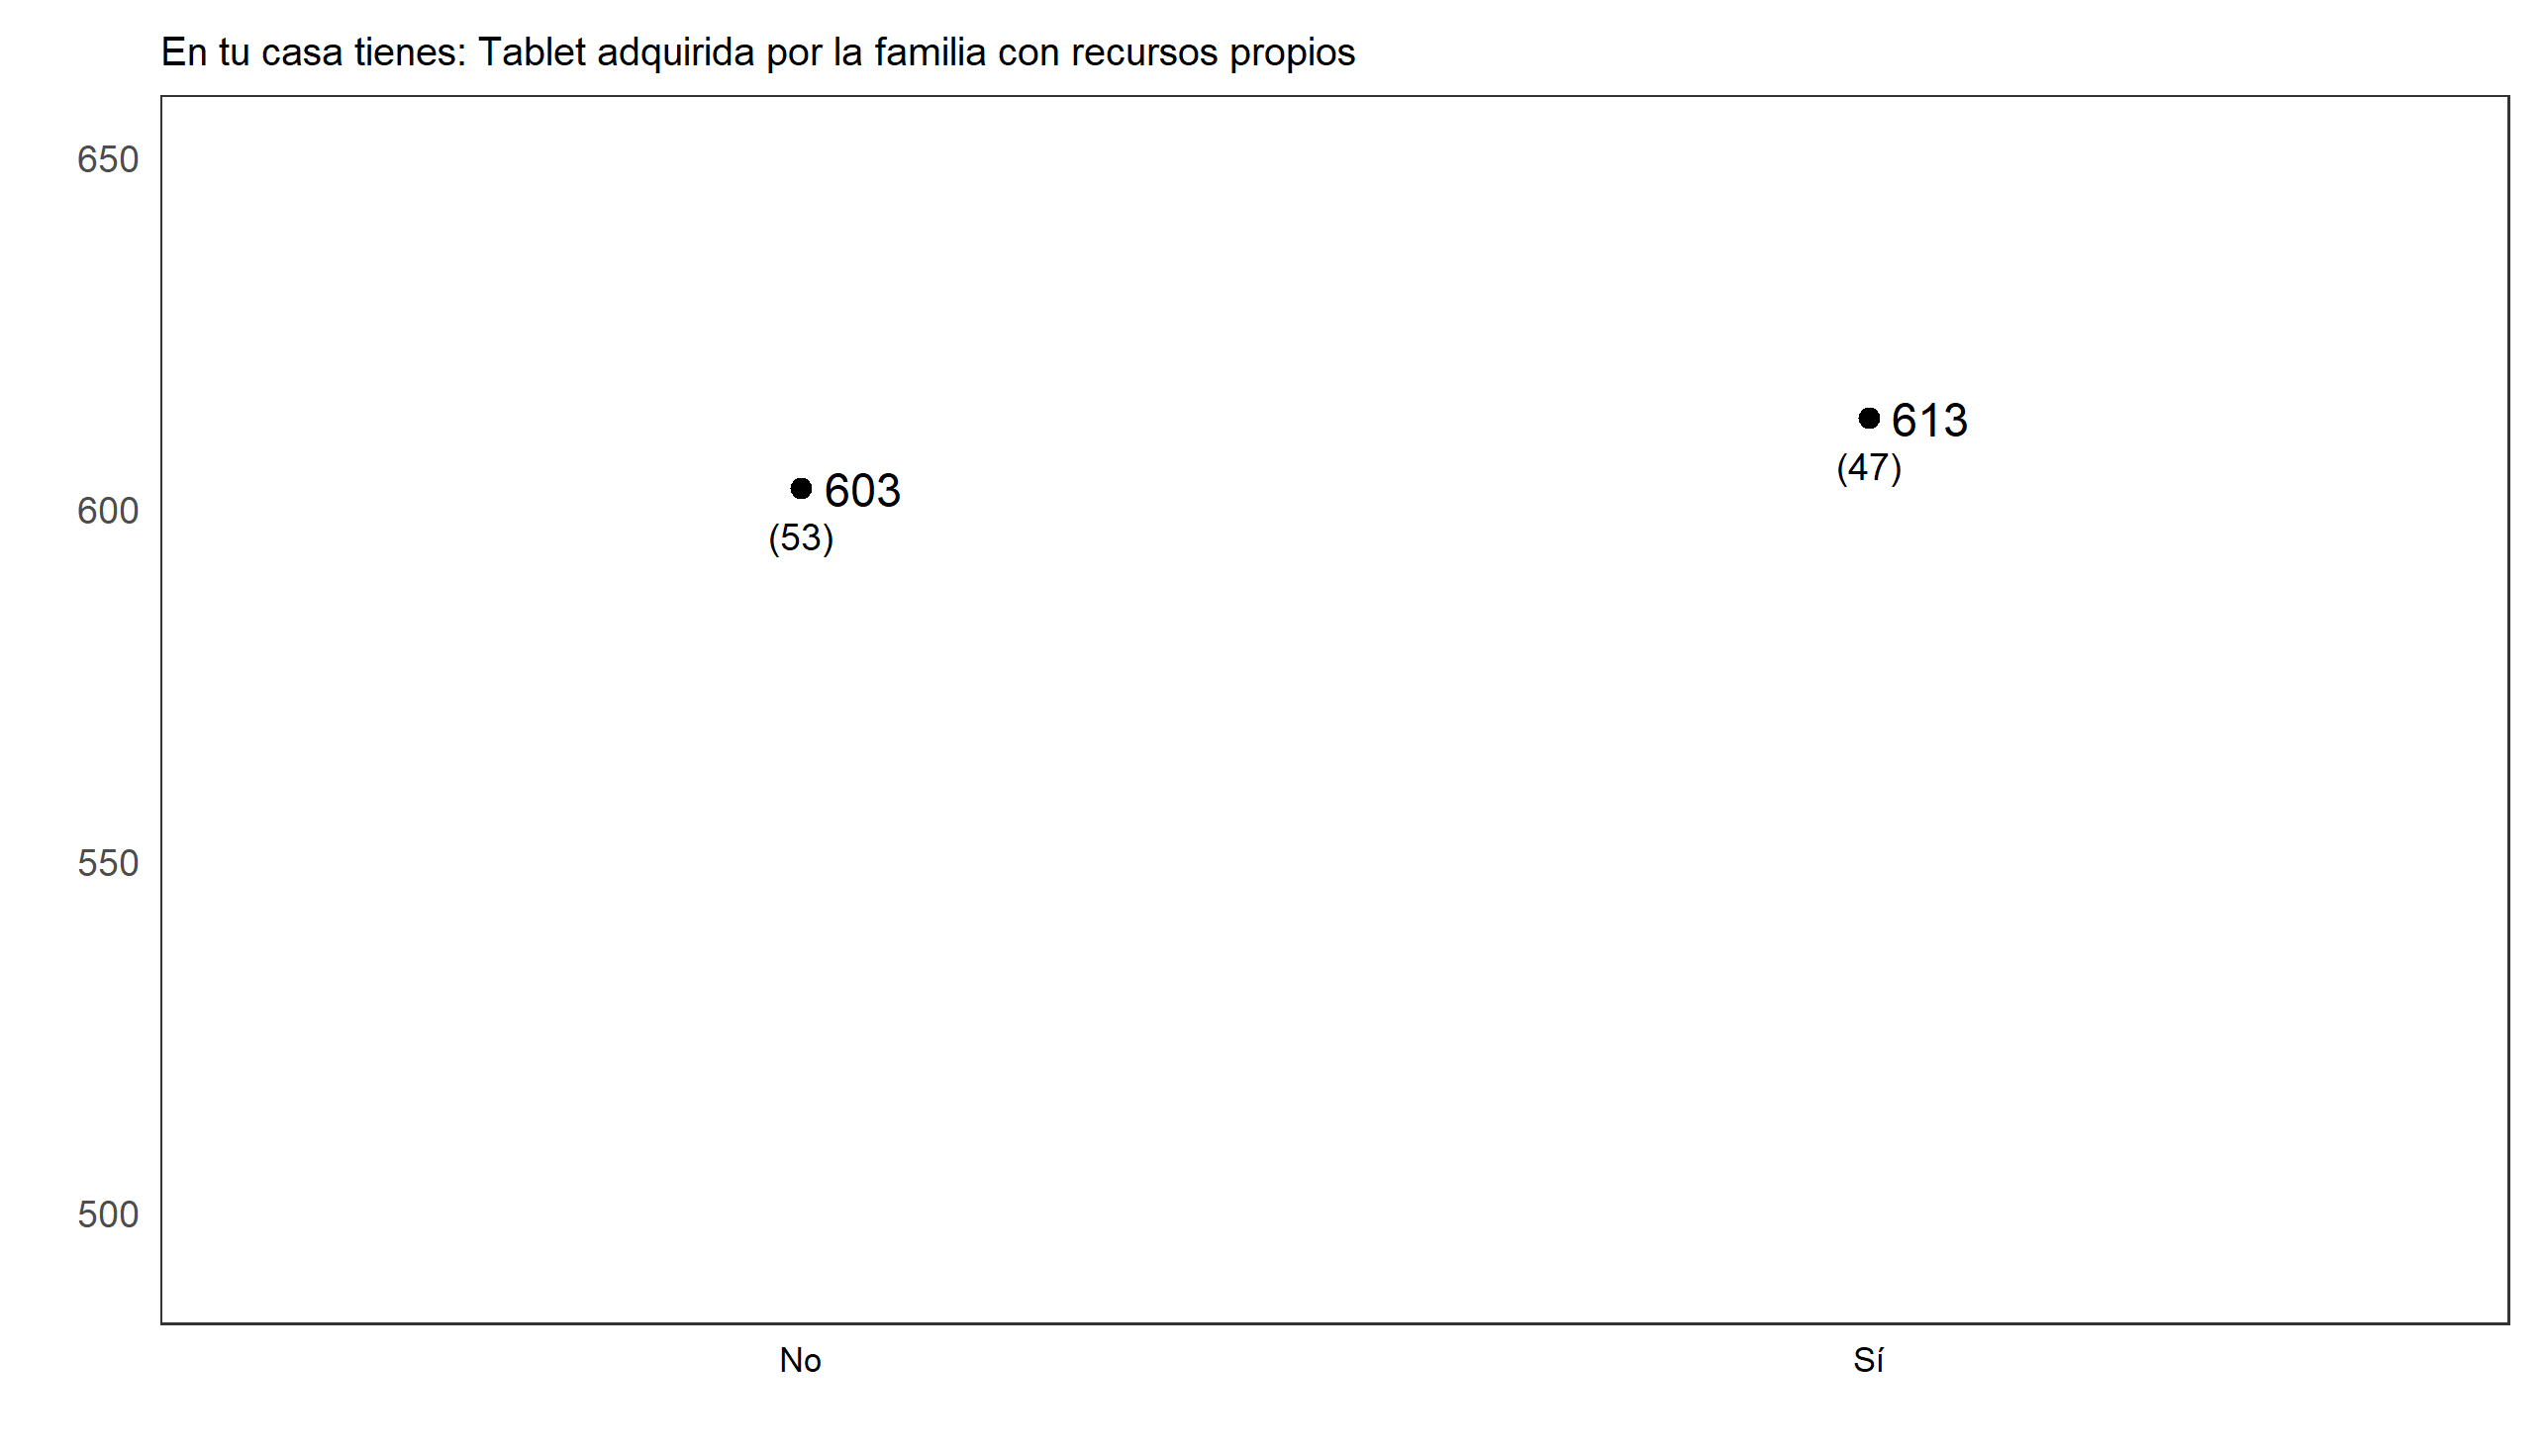 En tu casa tienes: Tablet adquirida por la familia con recursos propios
650
613
(47)
603
600
(53)
550
500
No
Sí